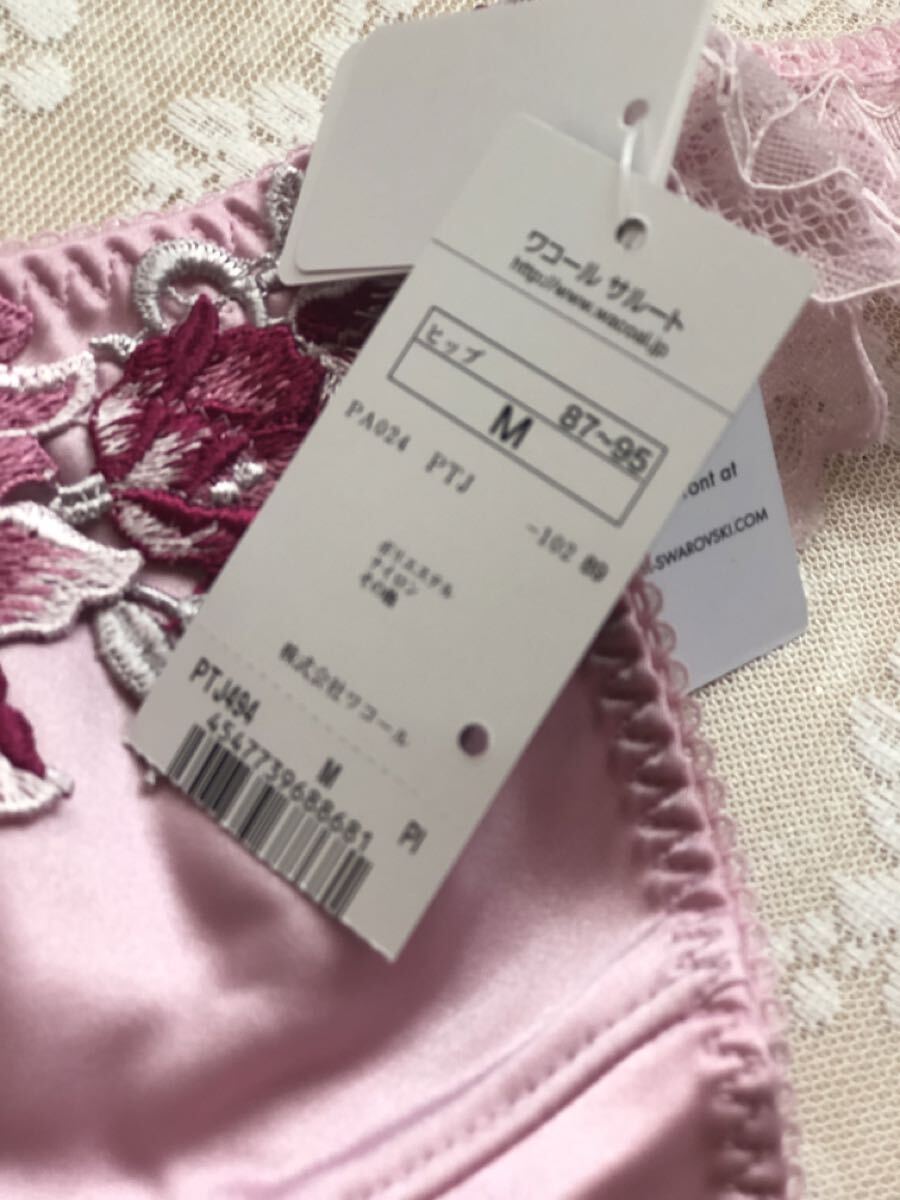 ワコール サルート
http://www.wacoal.jp
ヒップ 87~95
M
PA024 PTJ
-102 89
ポリエステル
ナイロン
その他
株式会社ワコール
PTJ494 M PI
4547739688681
ont at
.SWAROVSKI.COM